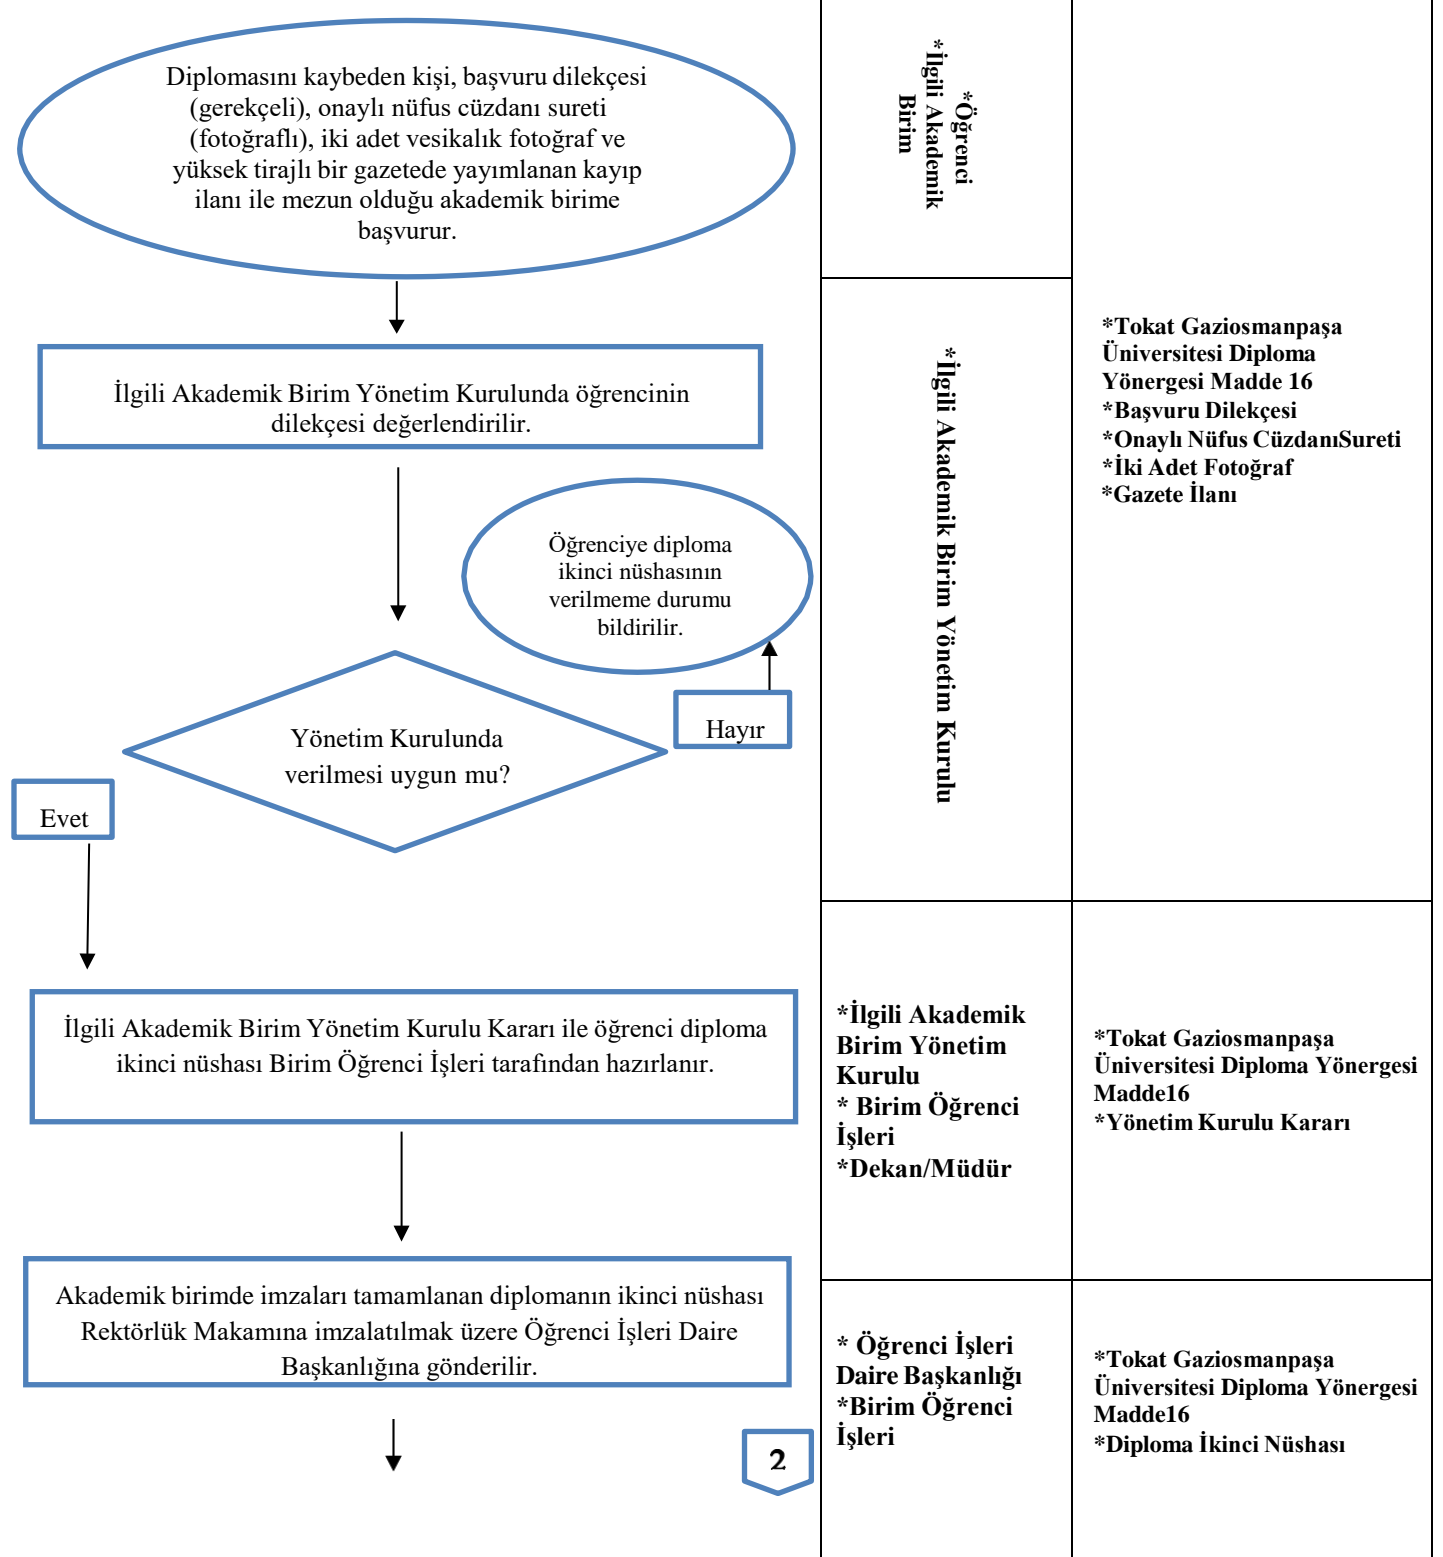 Diplomasını kaybeden kişi, başvuru dilekçesi
(gerekçeli), onaylı nüfus cüzdanı sureti
(fotoğraflı), iki adet vesikalık fotoğraf ve
yüksek tirajlı bir gazetede yayımlanan kayıp
ilanı ile mezun olduğu akademik birime
başvurur.
*Öğrenci
*İlgili Akademik
Birim
İlgili Akademik Birim Yönetim Kurulunda öğrencinin
dilekçesi değerlendirilir.
Öğrenciye diploma
ikinci nüshasının
verilmeme durumu
bildirilir.
Hayır
Yönetim Kurulunda
verilmesi uygun mu?
Evet
*İlgili Akademik Birim Yönetim Kurulu
*Tokat Gaziosmanpaşa
Üniversitesi Diploma
Yönergesi Madde 16
*Başvuru Dilekçesi
*Onaylı Nüfus CüzdanıSureti
*İki Adet Fotoğraf
*Gazete İlanı
İlgili Akademik Birim Yönetim Kurulu Kararı ile öğrenci diploma
ikinci nüshası Birim Öğrenci İşleri tarafından hazırlanır.
*İlgili Akademik
Birim Yönetim
Kurulu
* Birim Öğrenci
İşleri
*Dekan/Müdür
*Tokat Gaziosmanpaşa
Üniversitesi Diploma Yönergesi
Madde16
*Yönetim Kurulu Kararı
Akademik birimde imzaları tamamlanan diplomanın ikinci nüshası
Rektörlük Makamına imzalatılmak üzere Öğrenci İşleri Daire
Başkanlığına gönderilir.
2
* Öğrenci İşleri
Daire Başkanlığı
*Birim Öğrenci
İşleri
*Tokat Gaziosmanpaşa
Üniversitesi Diploma Yönergesi
Madde16
*Diploma İkinci Nüshası